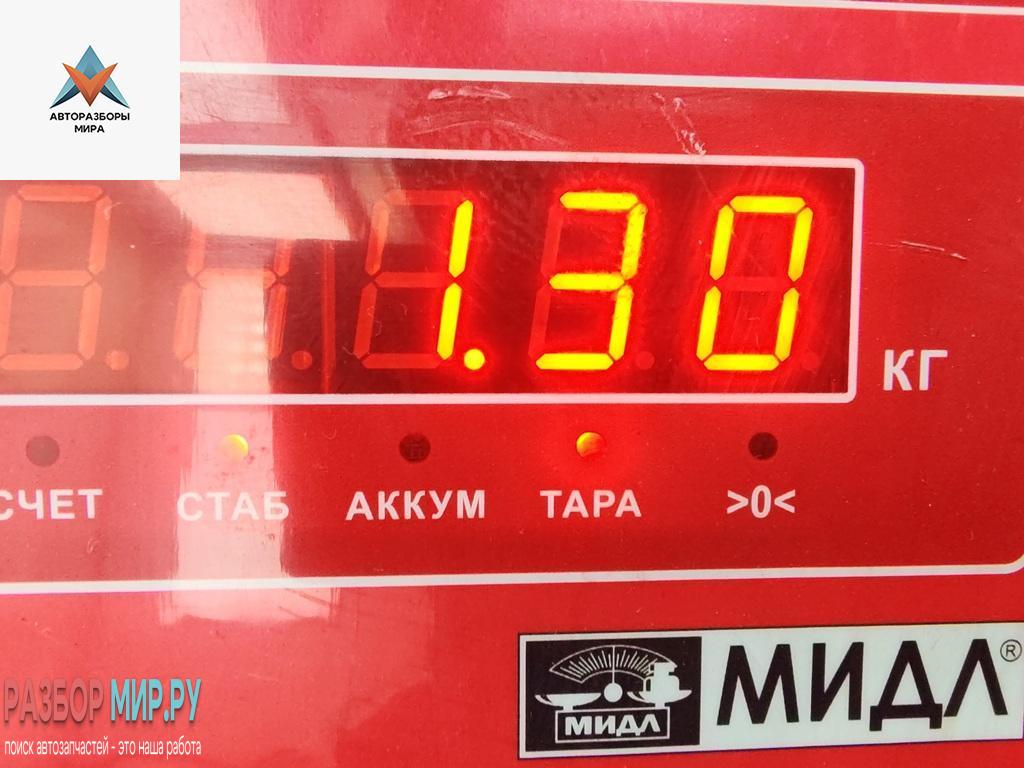 АВТОРАЗБОРЫ
МИРА
1.30
КГ
СЧЕТ СТАБ АККУМ ТАРА >0<
МИДЛ
МИДЛ®
РАЗБОР МИР.РУ
поиск автозапчастей - это наша работа